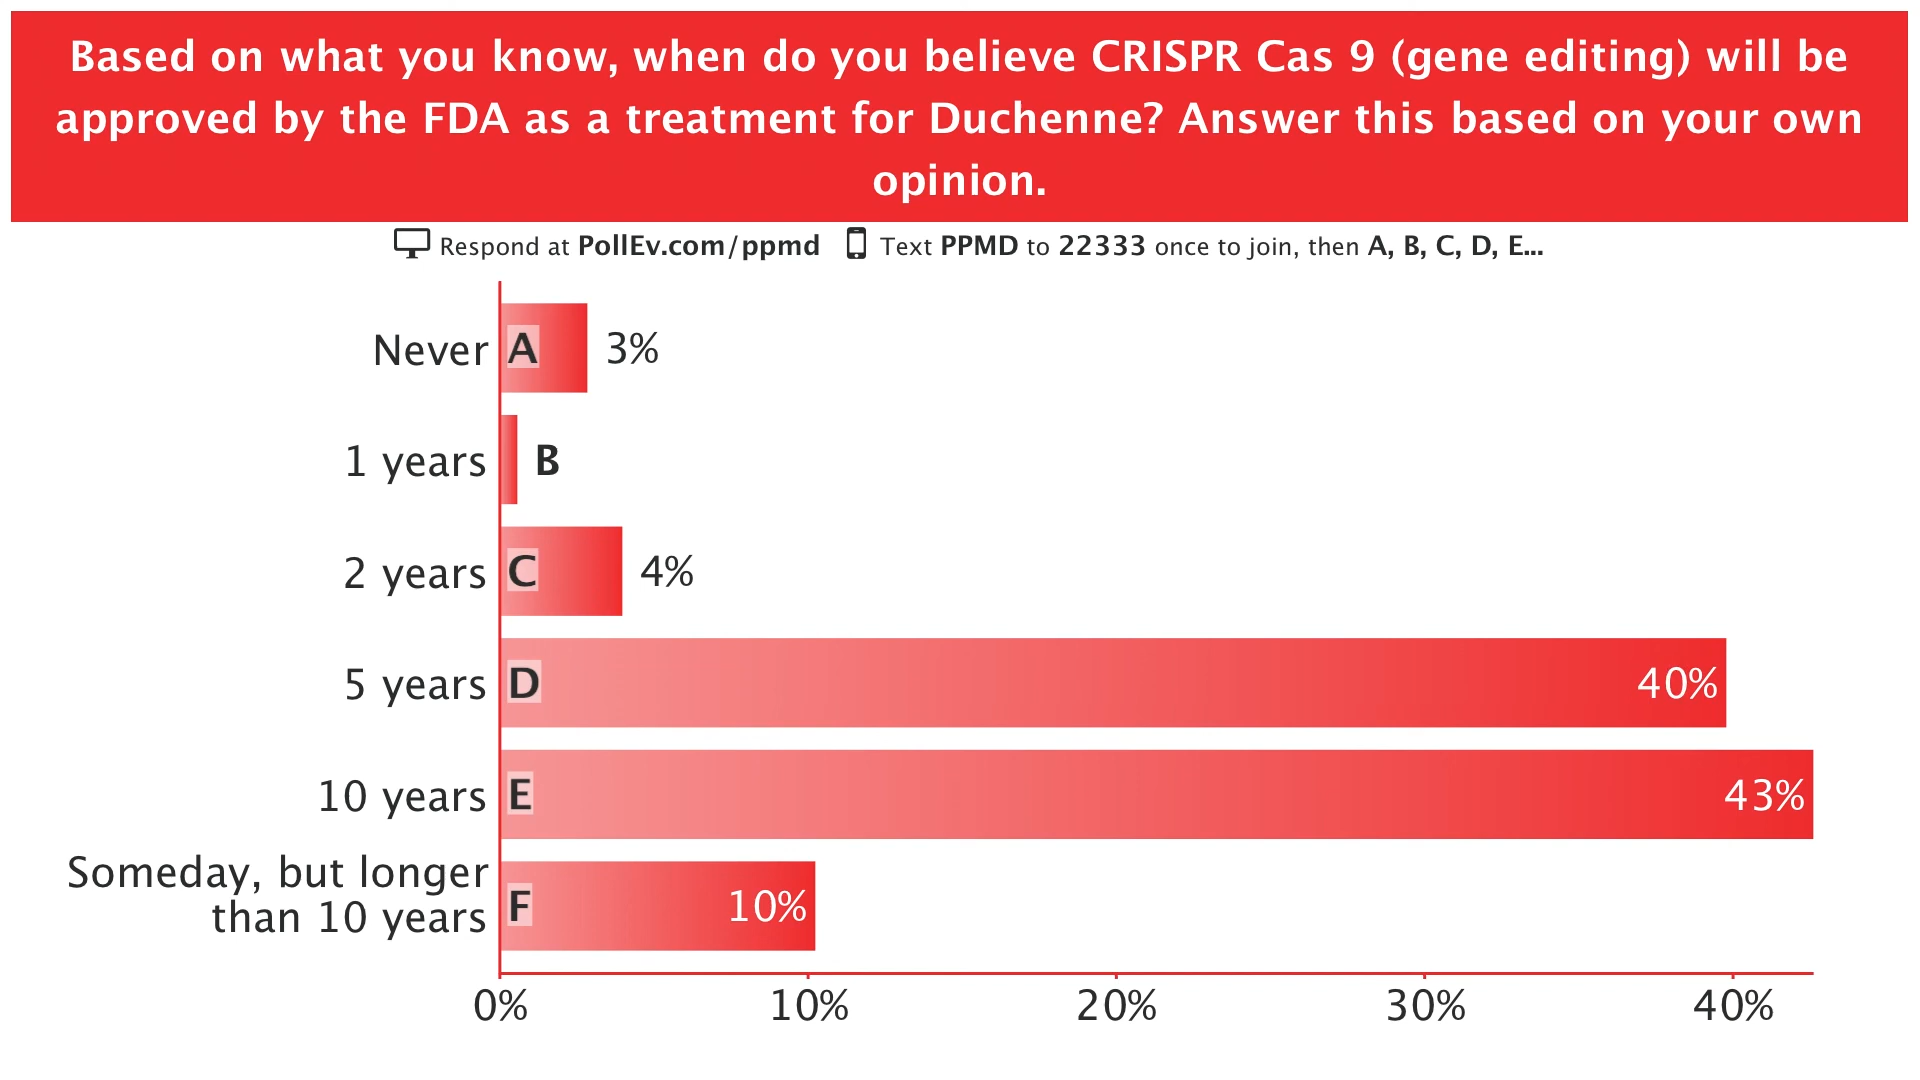 Based on what you know, when do you believe CRISPR Cas 9 (gene editing) will be
approved by the FDA as a treatment for Duchenne? Answer this based on your own
opinion.
Respond at PollEv.com/ppmd Text PPMD to 22333 once to join, then A, B, C, D, E...
Never A 3%
1 years B
2 years C 4%
5 years D 40%
10 years E 43%
Someday, but longer
than 10 years F 10%
0% 10% 20% 30% 40%